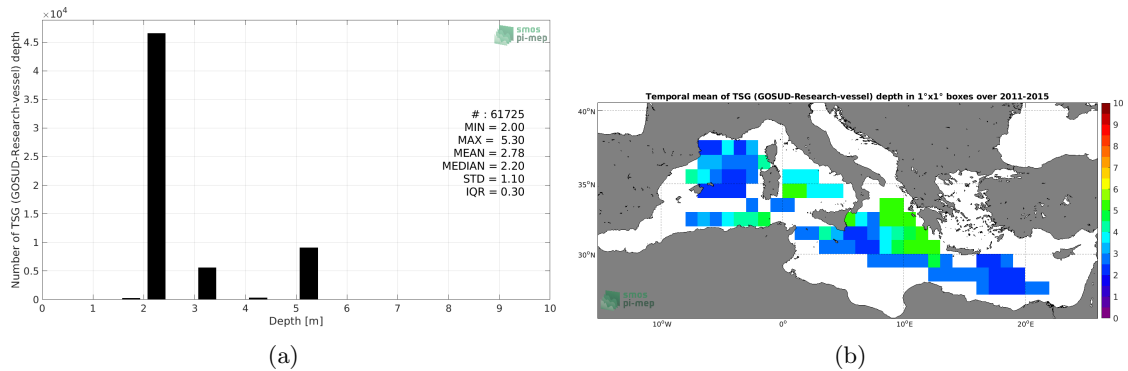 ×10⁴
Number of TSG (GOSUD-Research-vessel) depth
4.5
4
3.5
3
2.5
2
1.5
1
0.5
0
0 1 2 3 4 5 6 7 8 9 10
Depth [m]
smos
pi-mep
# : 61725
MIN = 2.00
MAX = 5.30
MEAN = 2.78
MEDIAN = 2.20
STD = 1.10
IQR = 0.30
(a)
Temporal mean of TSG (GOSUD-Research-vessel) depth in 1°x1° boxes over 2011-2015
40°N
35°N
30°N
10°W 0° 10°E 20°E
smos
pi-mep
10
9
8
7
6
5
4
3
2
1
0
(b)